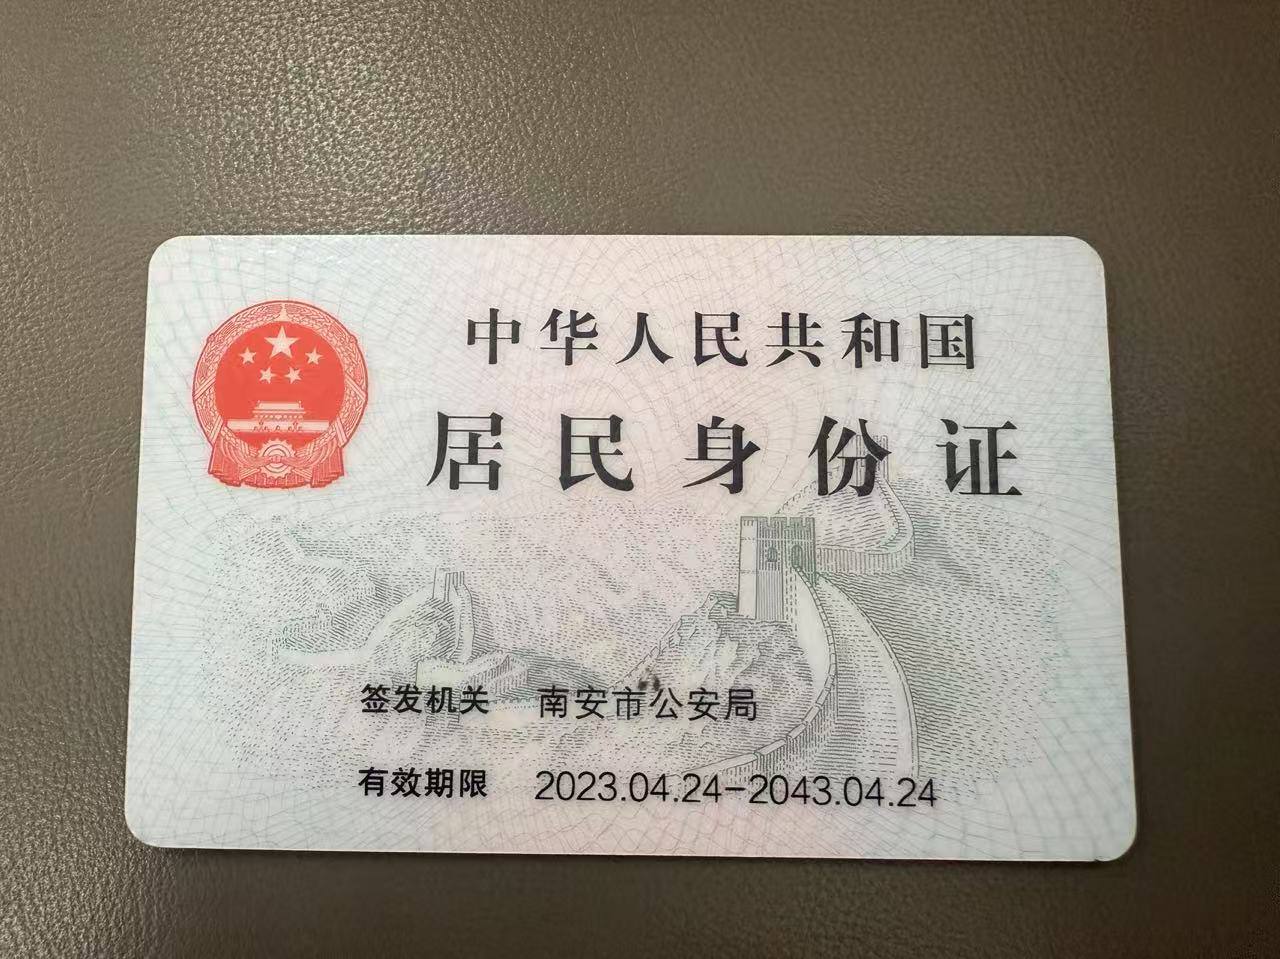 中华人民共和国
居民身份证
签发机关 南安市公安局
有效期限 2023.04.24-2043.04.24